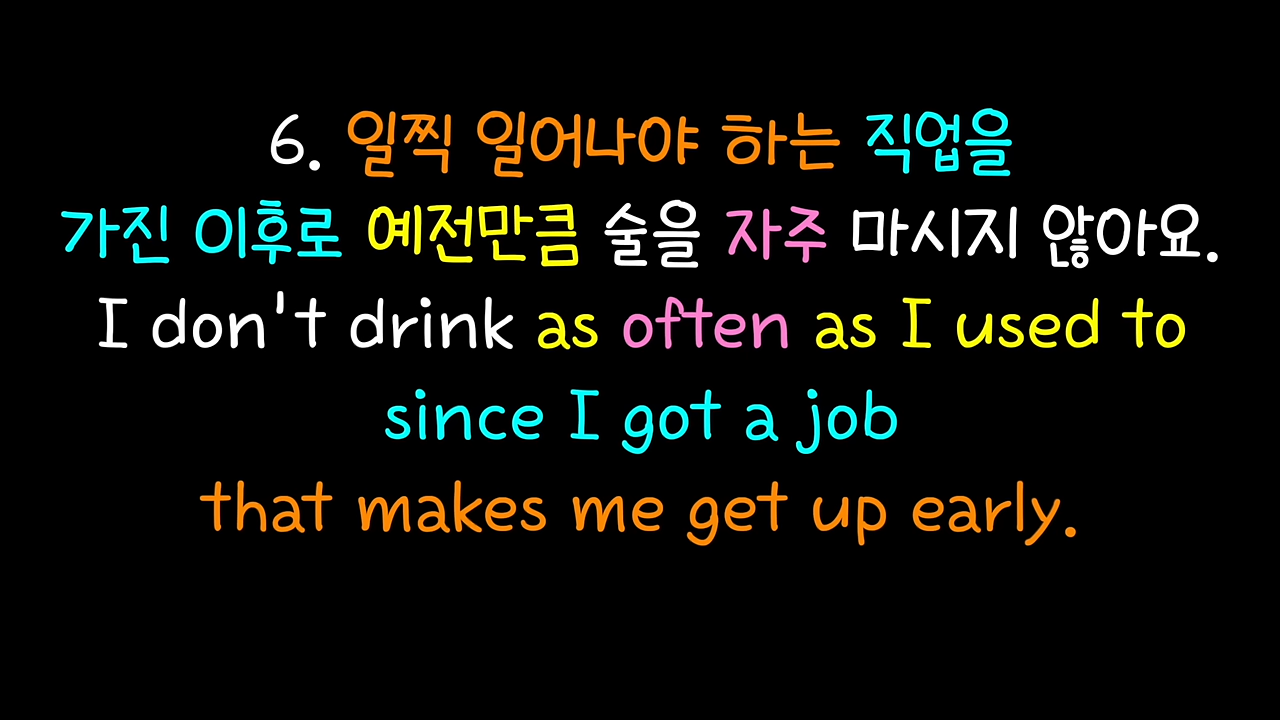 6. 일찍 일어나야 하는 직업을
가진 이후로 예전만큼 술을 자주 마시지 않아요.
I don't drink as often as I used to
since I got a job
that makes me get up early.